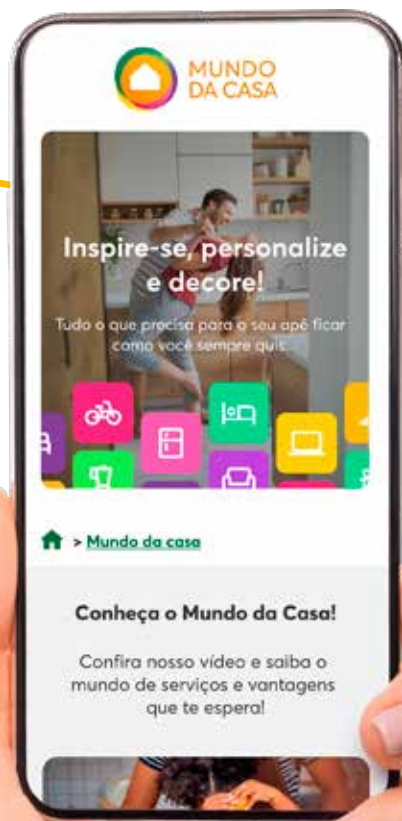 MUNDO
DA CASA
Inspire-se, personalize
e decore!
Tudo o que precisa para o seu apê ficar
como você sempre quis.
> Mundo da casa
Conheça o Mundo da Casa!
Confira nosso vídeo e saiba o
mundo de serviços e vantagens
que te espera!